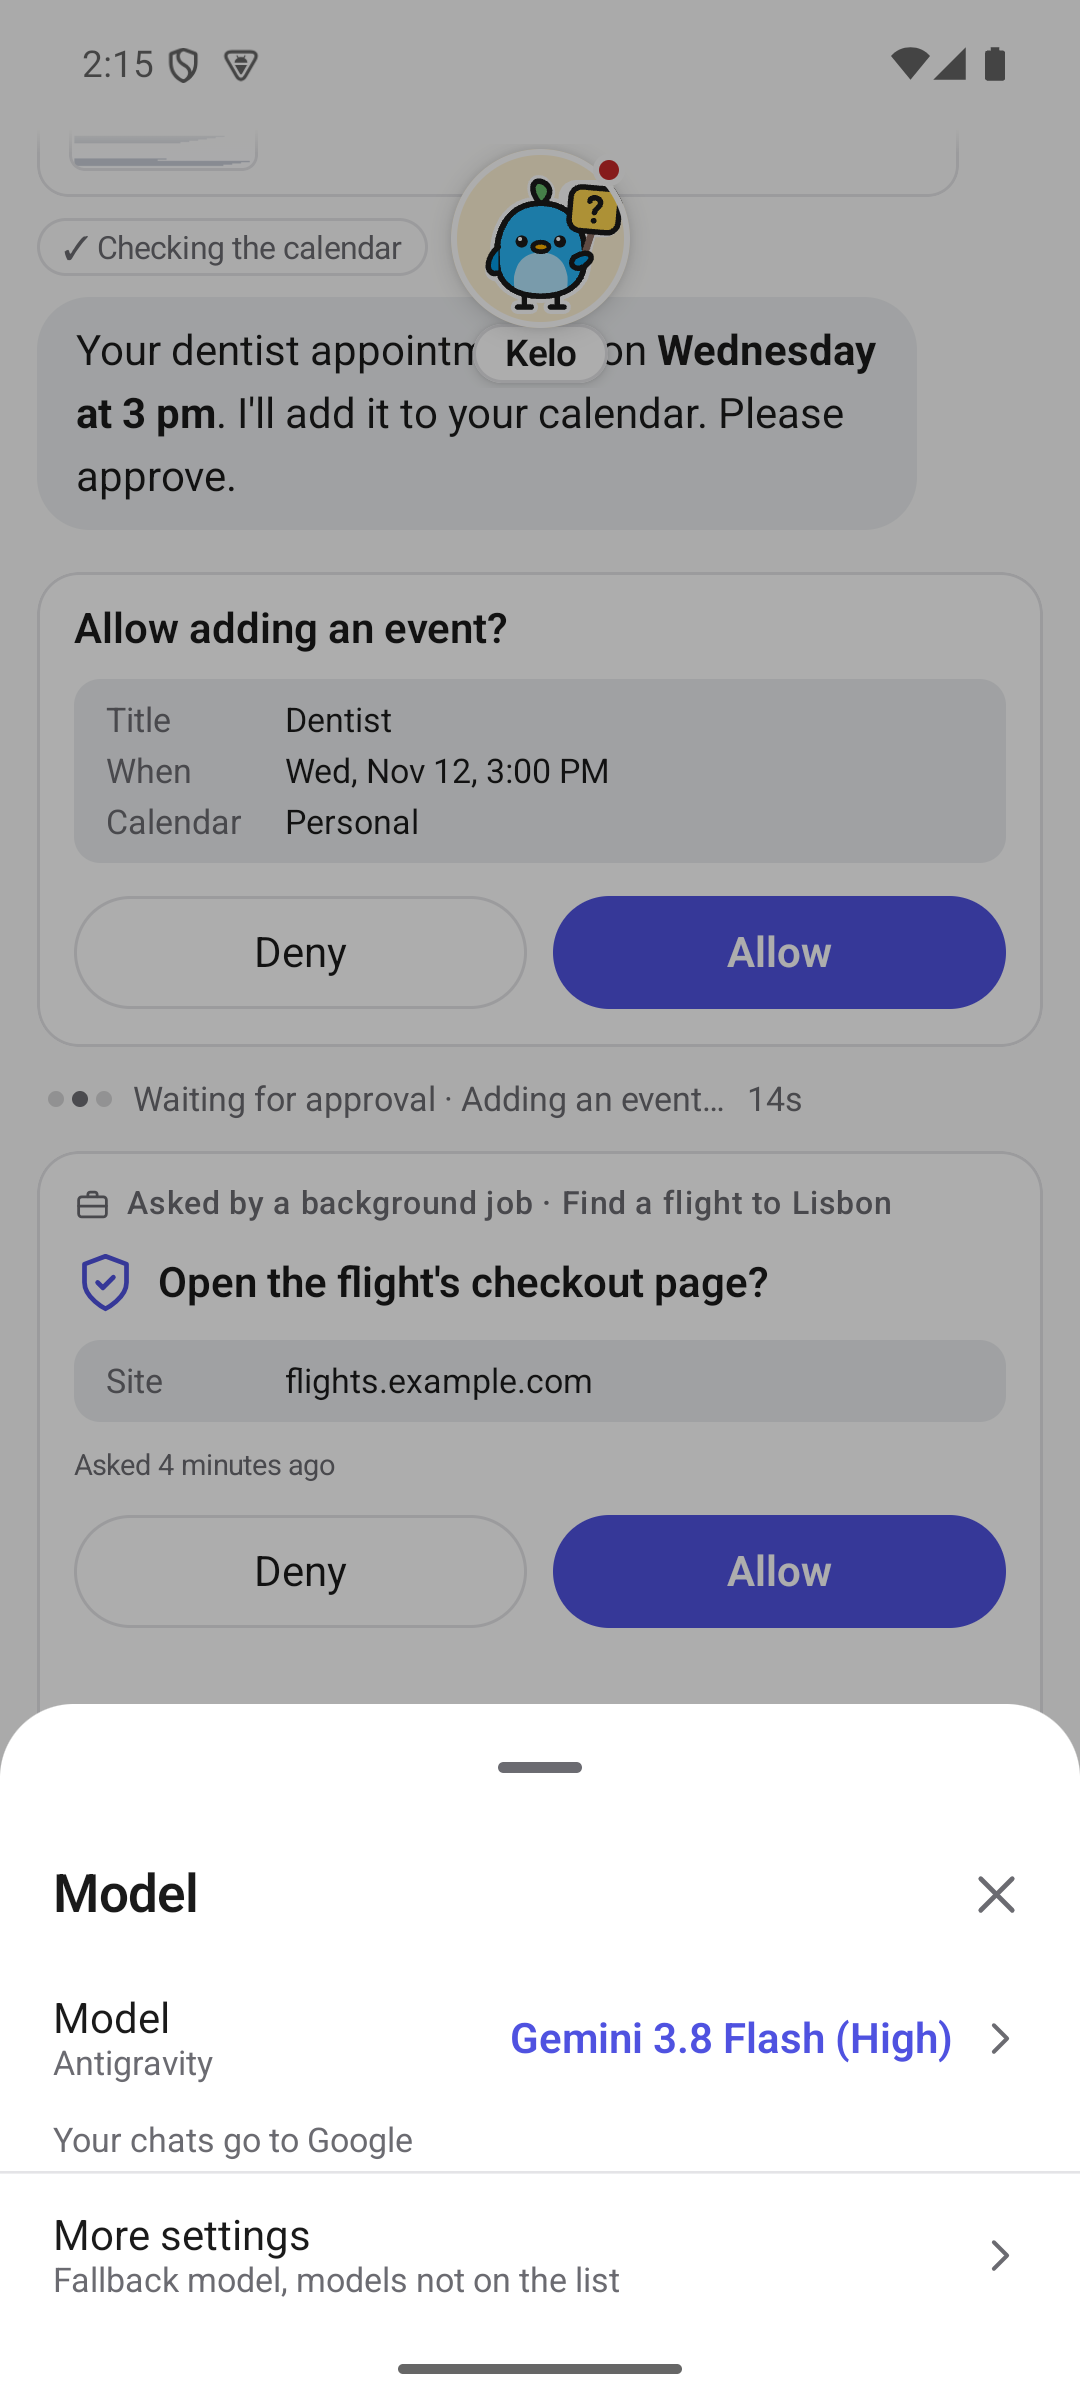 2:15
?
✓ Checking the calendar
Kelo
Your dentist on Wednesday
at 3 pm. I'll add it to your calendar. Please
approve.
Allow adding an event?
Title Dentist
When Wed, Nov 12, 3:00 PM
Calendar Personal
Deny Allow
Waiting for approval · Adding an event… 14s
Asked by a background job · Find a flight to Lisbon
Open the flight's checkout page?
Site flights.example.com
Asked 4 minutes ago
Deny Allow
Model
Model
Antigravity
Gemini 3.8 Flash (High)
Your chats go to Google
More settings
Fallback model, models not on the list